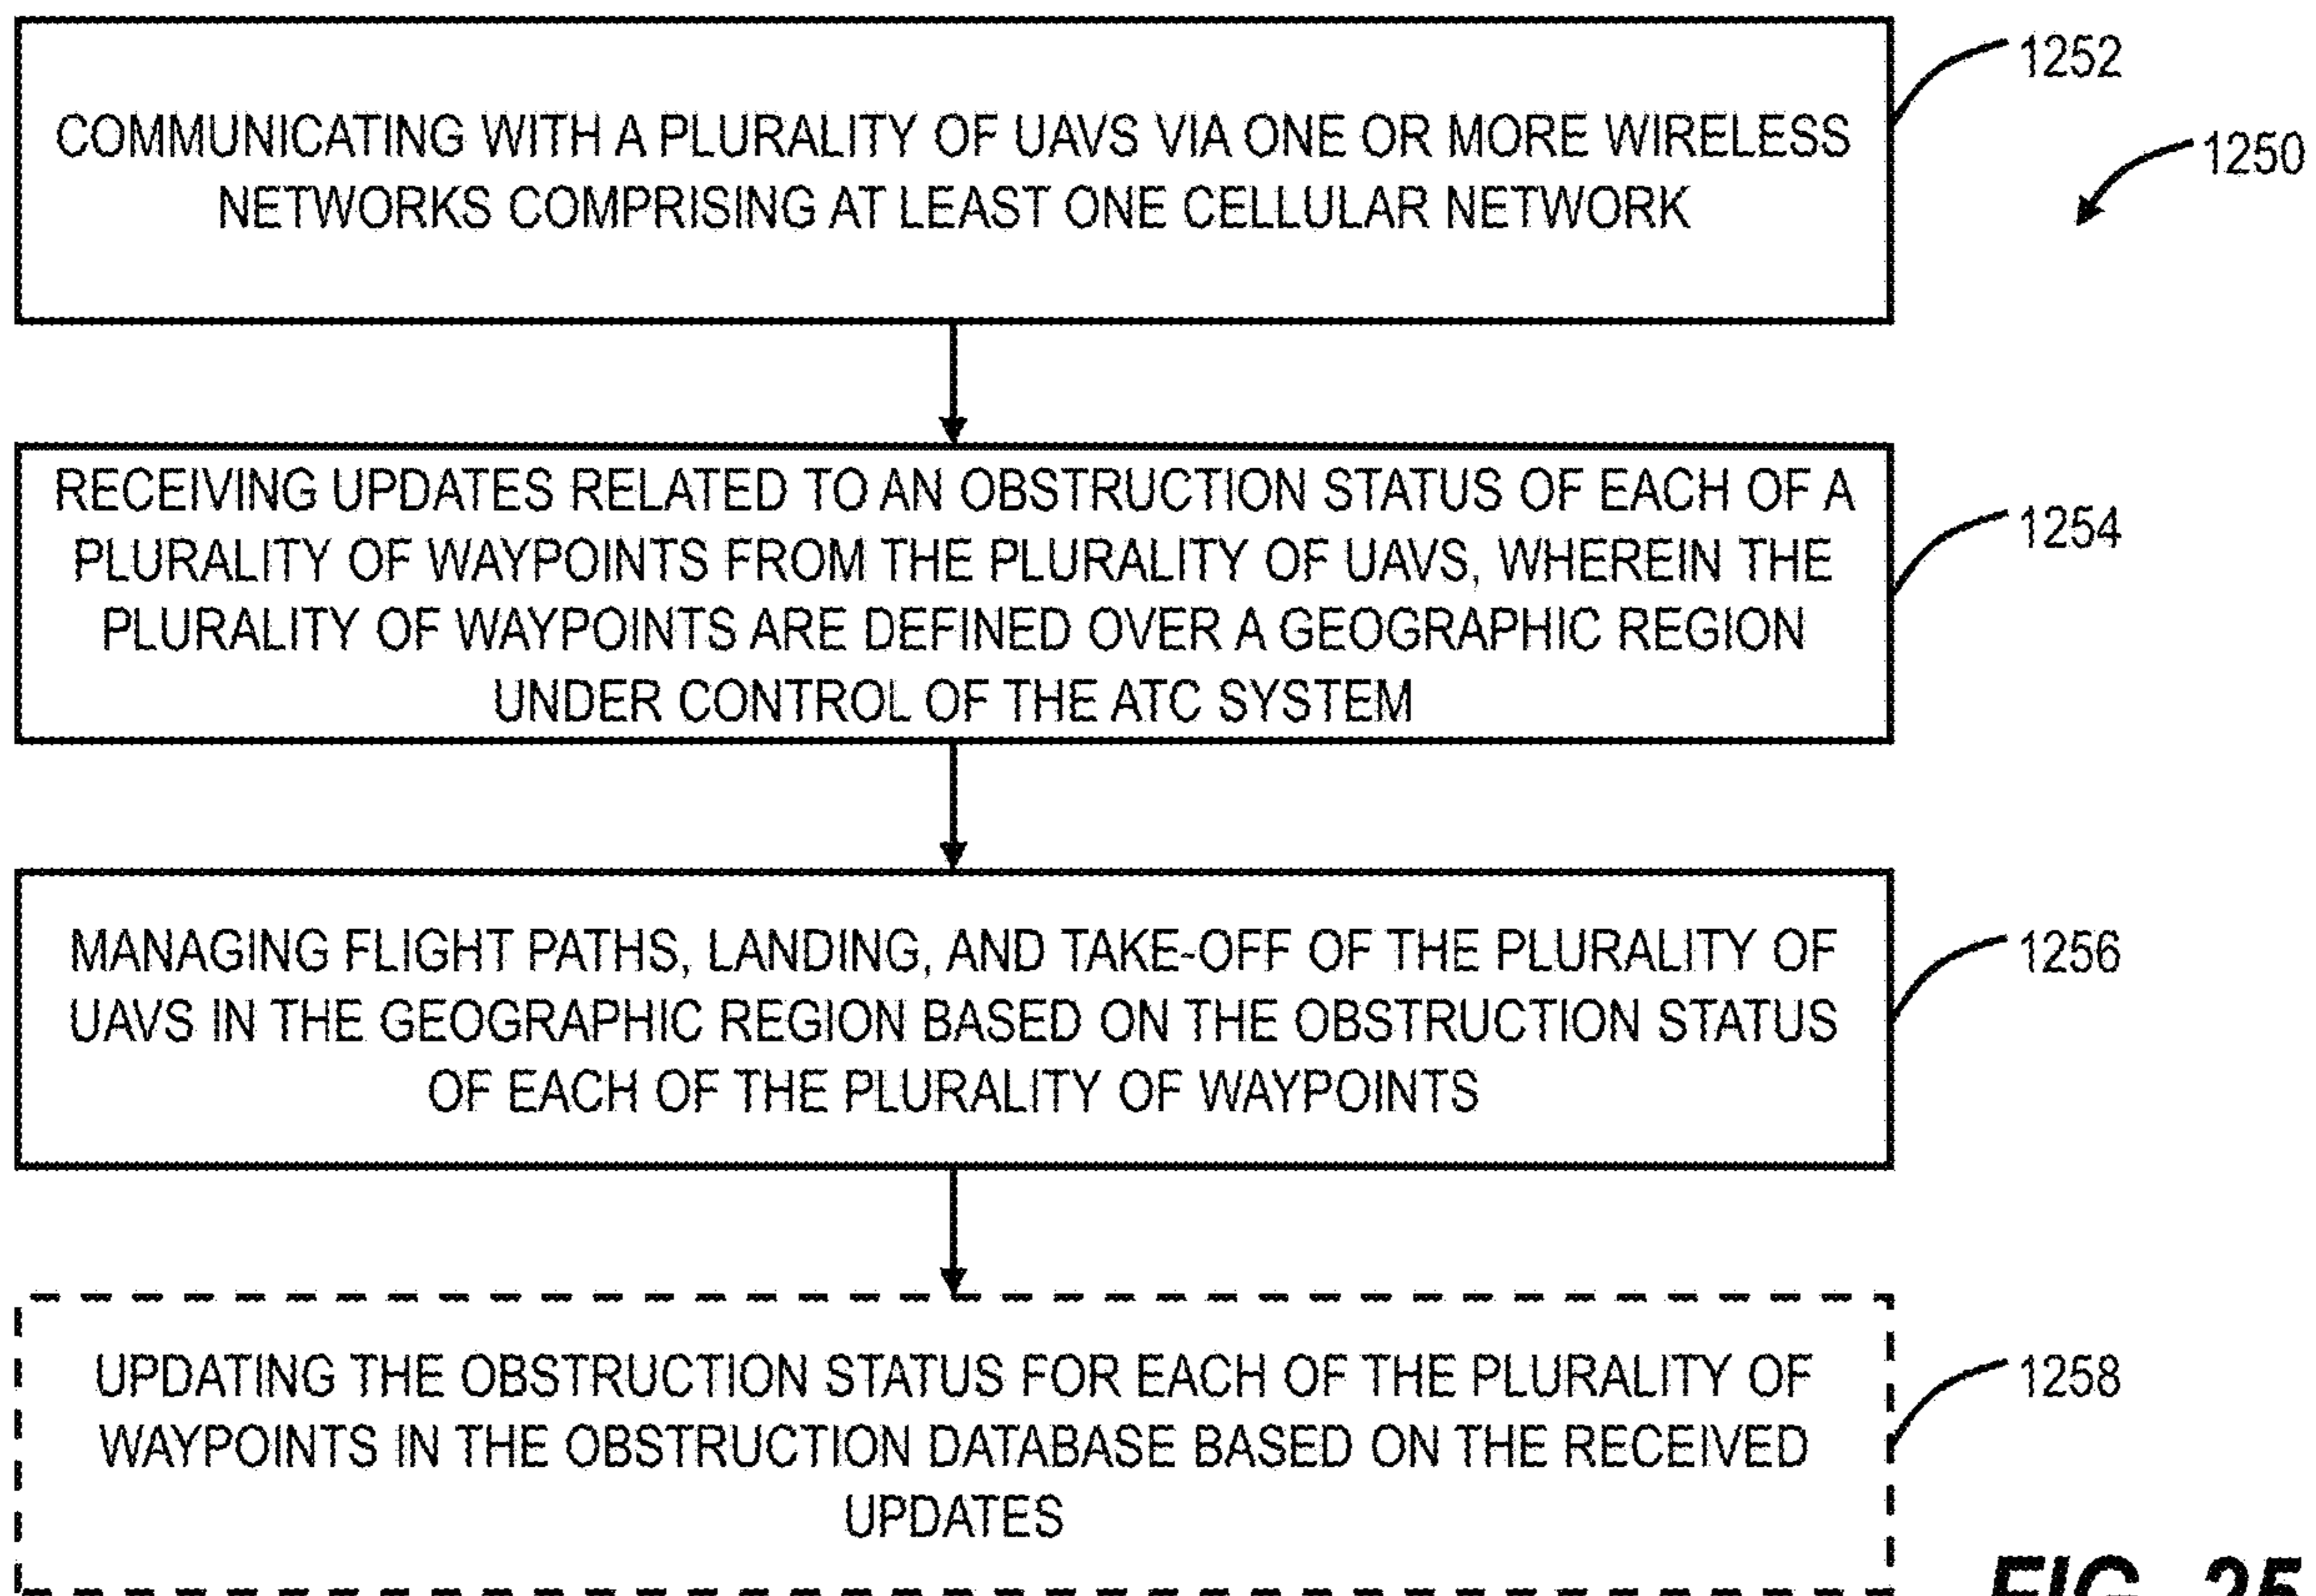 COMMUNICATING WITH A PLURALITY OF UAVS VIA ONE OR MORE WIRELESS
NETWORKS COMPRISING AT LEAST ONE CELLULAR NETWORK
1252
1250
RECEIVING UPDATES RELATED TO AN OBSTRUCTION STATUS OF EACH OF A
PLURALITY OF WAYPOINTS FROM THE PLURALITY OF UAVS, WHEREIN THE
PLURALITY OF WAYPOINTS ARE DEFINED OVER A GEOGRAPHIC REGION
UNDER CONTROL OF THE ATC SYSTEM
1254
MANAGING FLIGHT PATHS, LANDING, AND TAKE-OFF OF THE PLURALITY OF
UAVS IN THE GEOGRAPHIC REGION BASED ON THE OBSTRUCTION STATUS
OF EACH OF THE PLURALITY OF WAYPOINTS
1256
UPDATING THE OBSTRUCTION STATUS FOR EACH OF THE PLURALITY OF
WAYPOINTS IN THE OBSTRUCTION DATABASE BASED ON THE RECEIVED
UPDATES
1258
FIG. 25